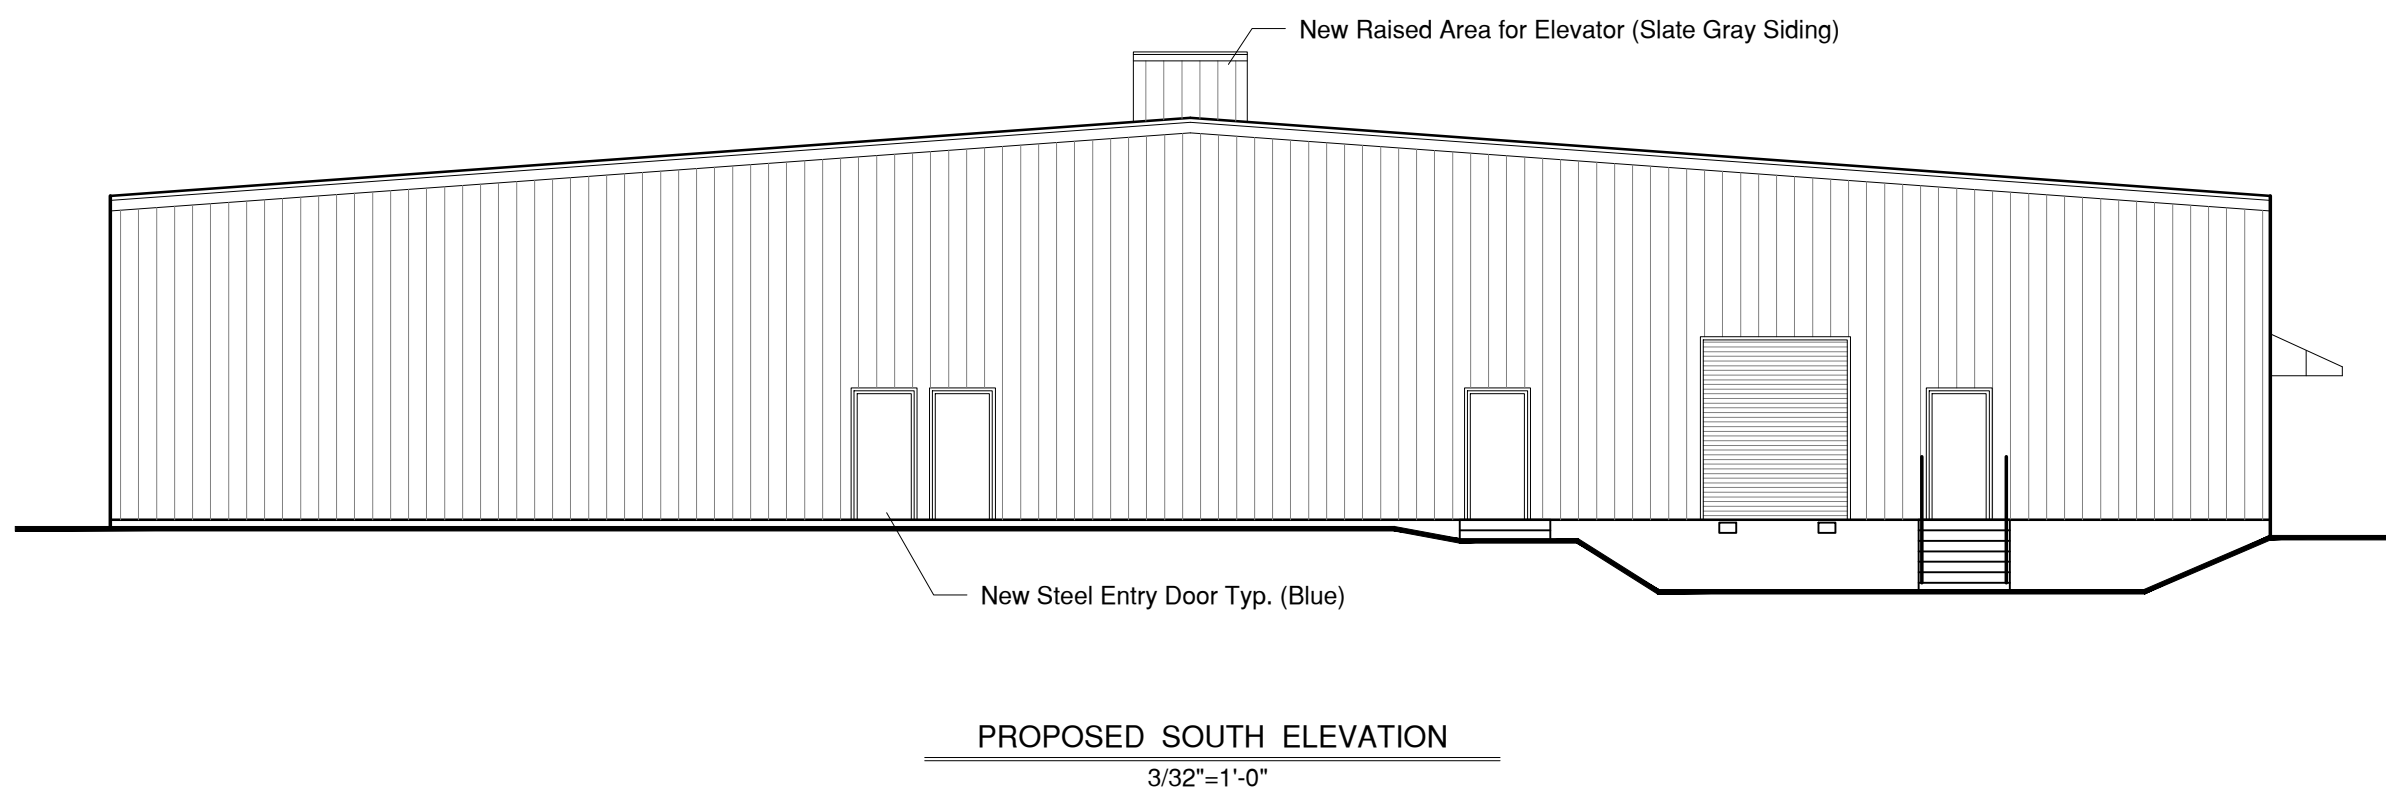 New Raised Area for Elevator (Slate Gray Siding)
New Steel Entry Door Typ. (Blue)
PROPOSED SOUTH ELEVATION
3/32"=1'-0"